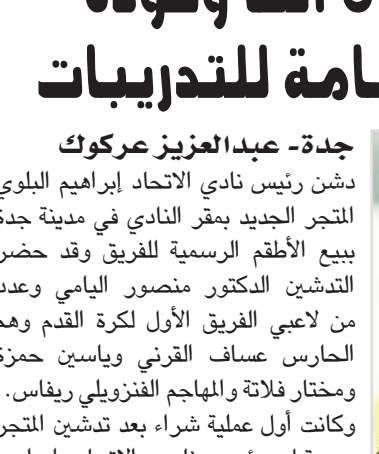 ـامة للتدريبات
جدة- عبدالعزيز عركوك
دشن رئيس نادي الاتحاد إبراهيم البلوي
المتجر الجديد بمقر النادي في مدينة جدة
ببيع الأطقم الرسمية للفريق وقد حضر
التدشين الدكتور منصور اليامي وعدد
من لاعبي الفريق الأول لكرة القدم وهم
الحارس عساف القرني وياسين حمزة
ومختار فلاتة والمهاجم الفنزويلي ريفاس.
وكانت أول عملية شراء بعد تدشين المتجر